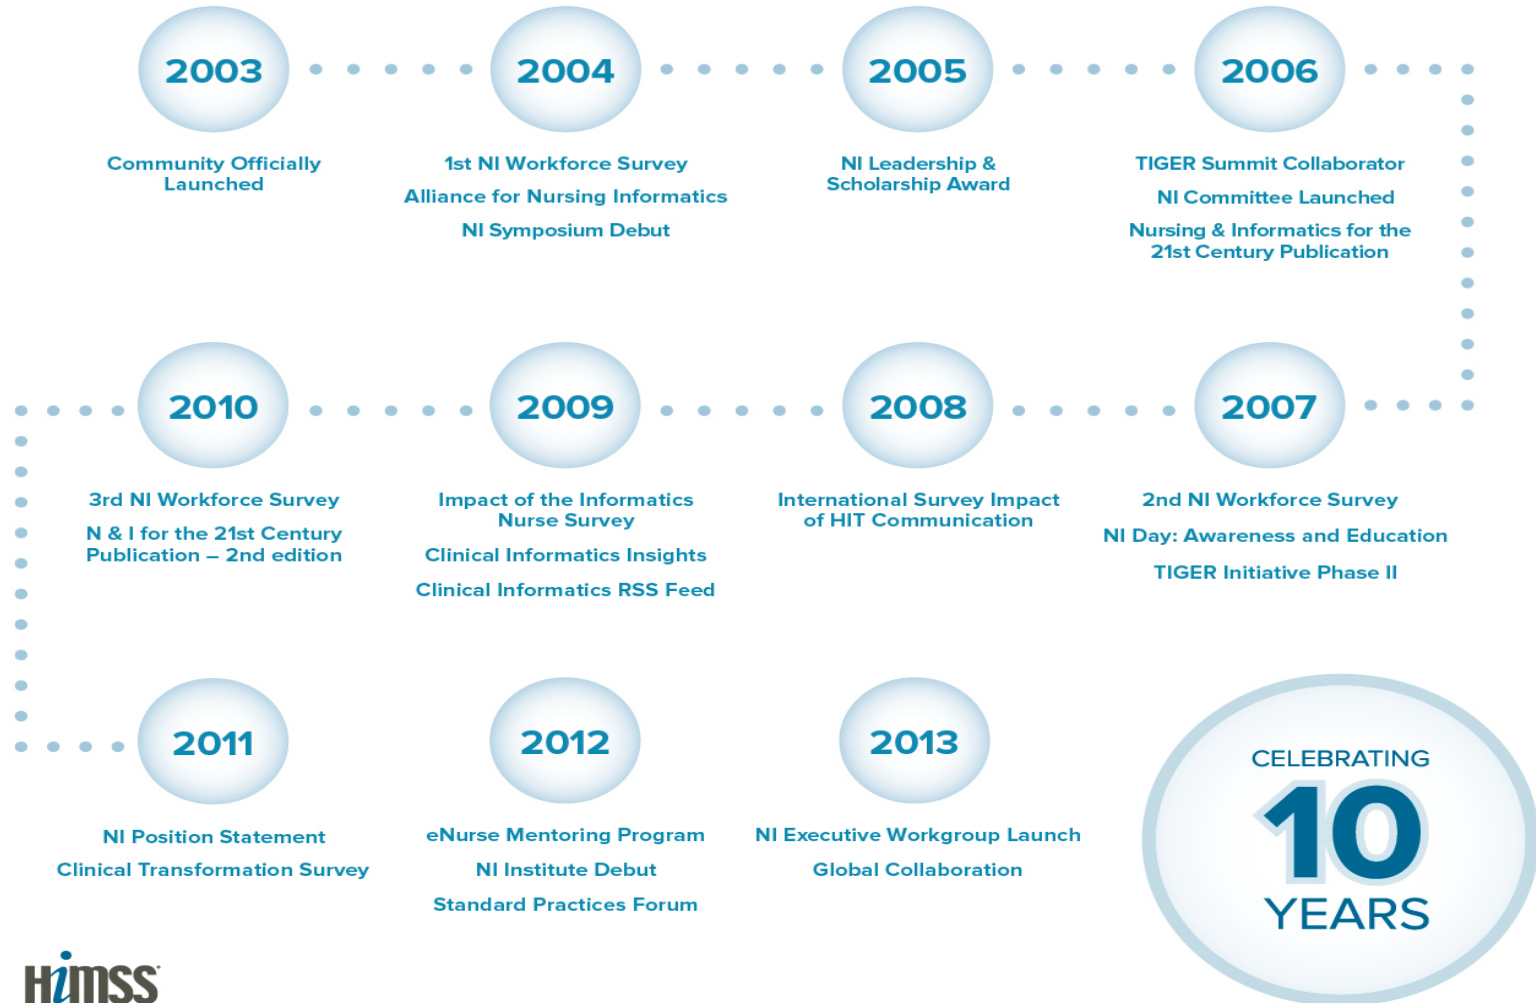 2003
Community Officially
Launched
2004
1st NI Workforce Survey
Alliance for Nursing Informatics
NI Symposium Debut
2005
NI Leadership &
Scholarship Award
2006
TIGER Summit Collaborator
NI Committee Launched
Nursing & Informatics for the
21st Century Publication
2007
2nd NI Workforce Survey
NI Day: Awareness and Education
TIGER Initiative Phase II
2008
International Survey Impact
of HIT Communication
2009
Impact of the Informatics
Nurse Survey
Clinical Informatics Insights
Clinical Informatics RSS Feed
2010
3rd NI Workforce Survey
N & I for the 21st Century
Publication – 2nd edition
2011
NI Position Statement
Clinical Transformation Survey
2012
eNurse Mentoring Program
NI Institute Debut
Standard Practices Forum
2013
NI Executive Workgroup Launch
Global Collaboration
CELEBRATING
10
YEARS
HiMSS